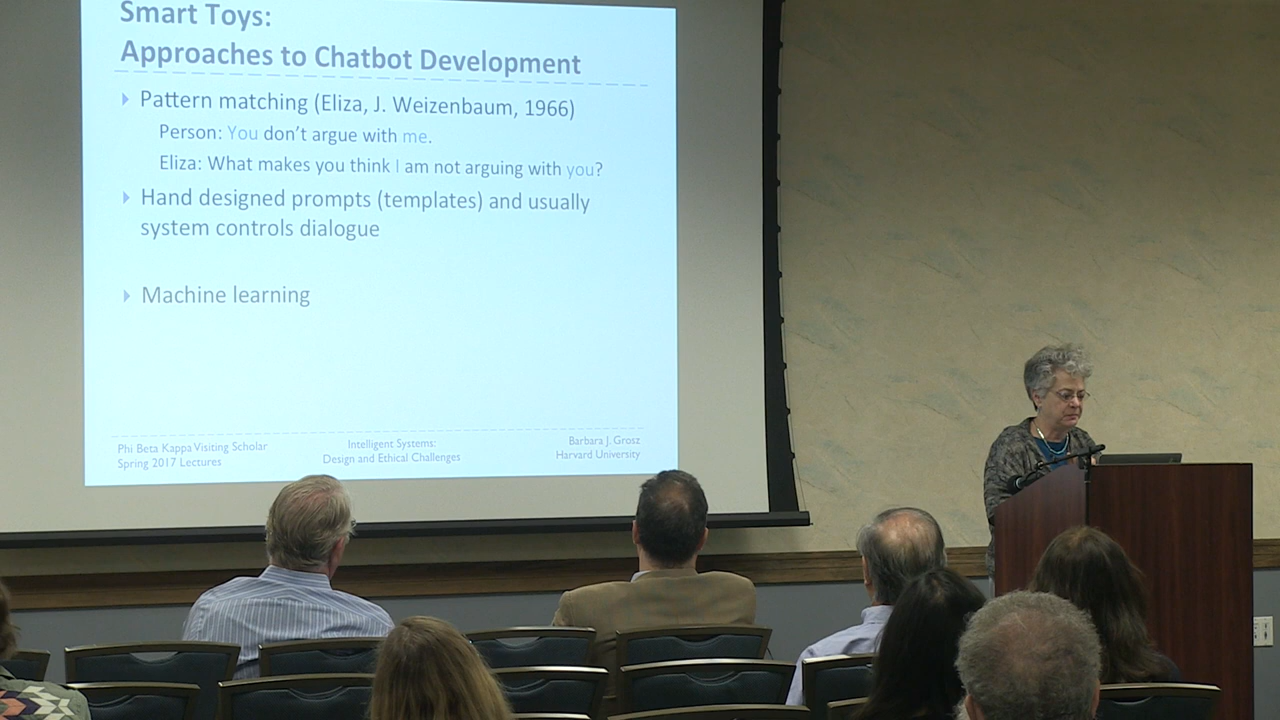 Smart Toys:
Approaches to Chatbot Development
Pattern matching (Eliza, J. Weizenbaum, 1966)
Person: You don't argue with me.
Eliza: What makes you think I am not arguing with you?
Hand designed prompts (templates) and usually
system controls dialogue
Machine learning
Phi Beta Kappa Visiting Scholar
Spring 2017 Lectures
Intelligent Systems:
Design and Ethical Challenges
Barbara J. Grosz
Harvard University